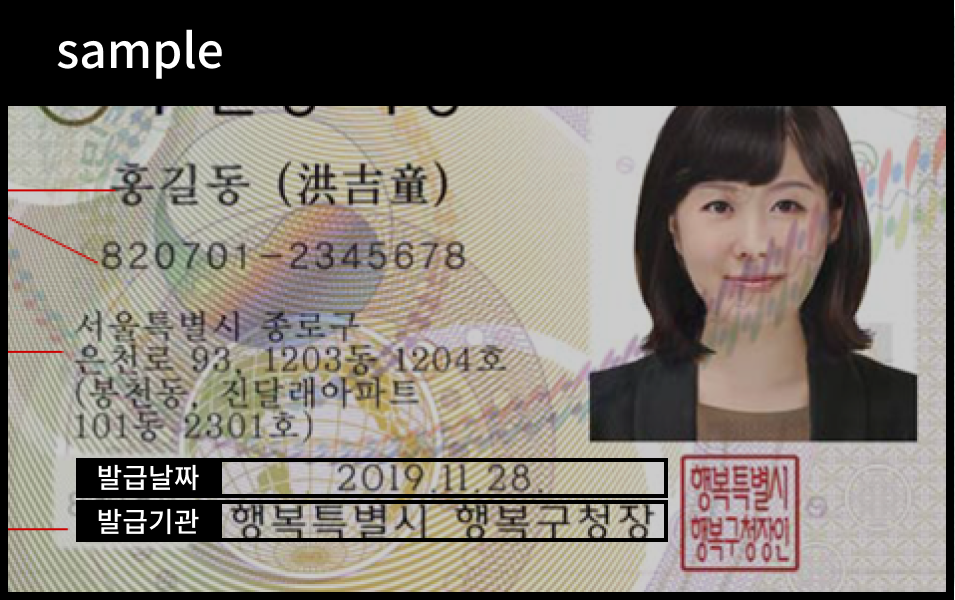 sample
홍길동 (洪吉童)
820701-2345678
서울특별시 종로구
은천로 93, 1203동 1204호
(봉천동, 진달래아파트
101동 2301호)
발급날짜 2019.11.28.
발급기관 행복특별시 행복구청장
행복특별시
행복구청장인